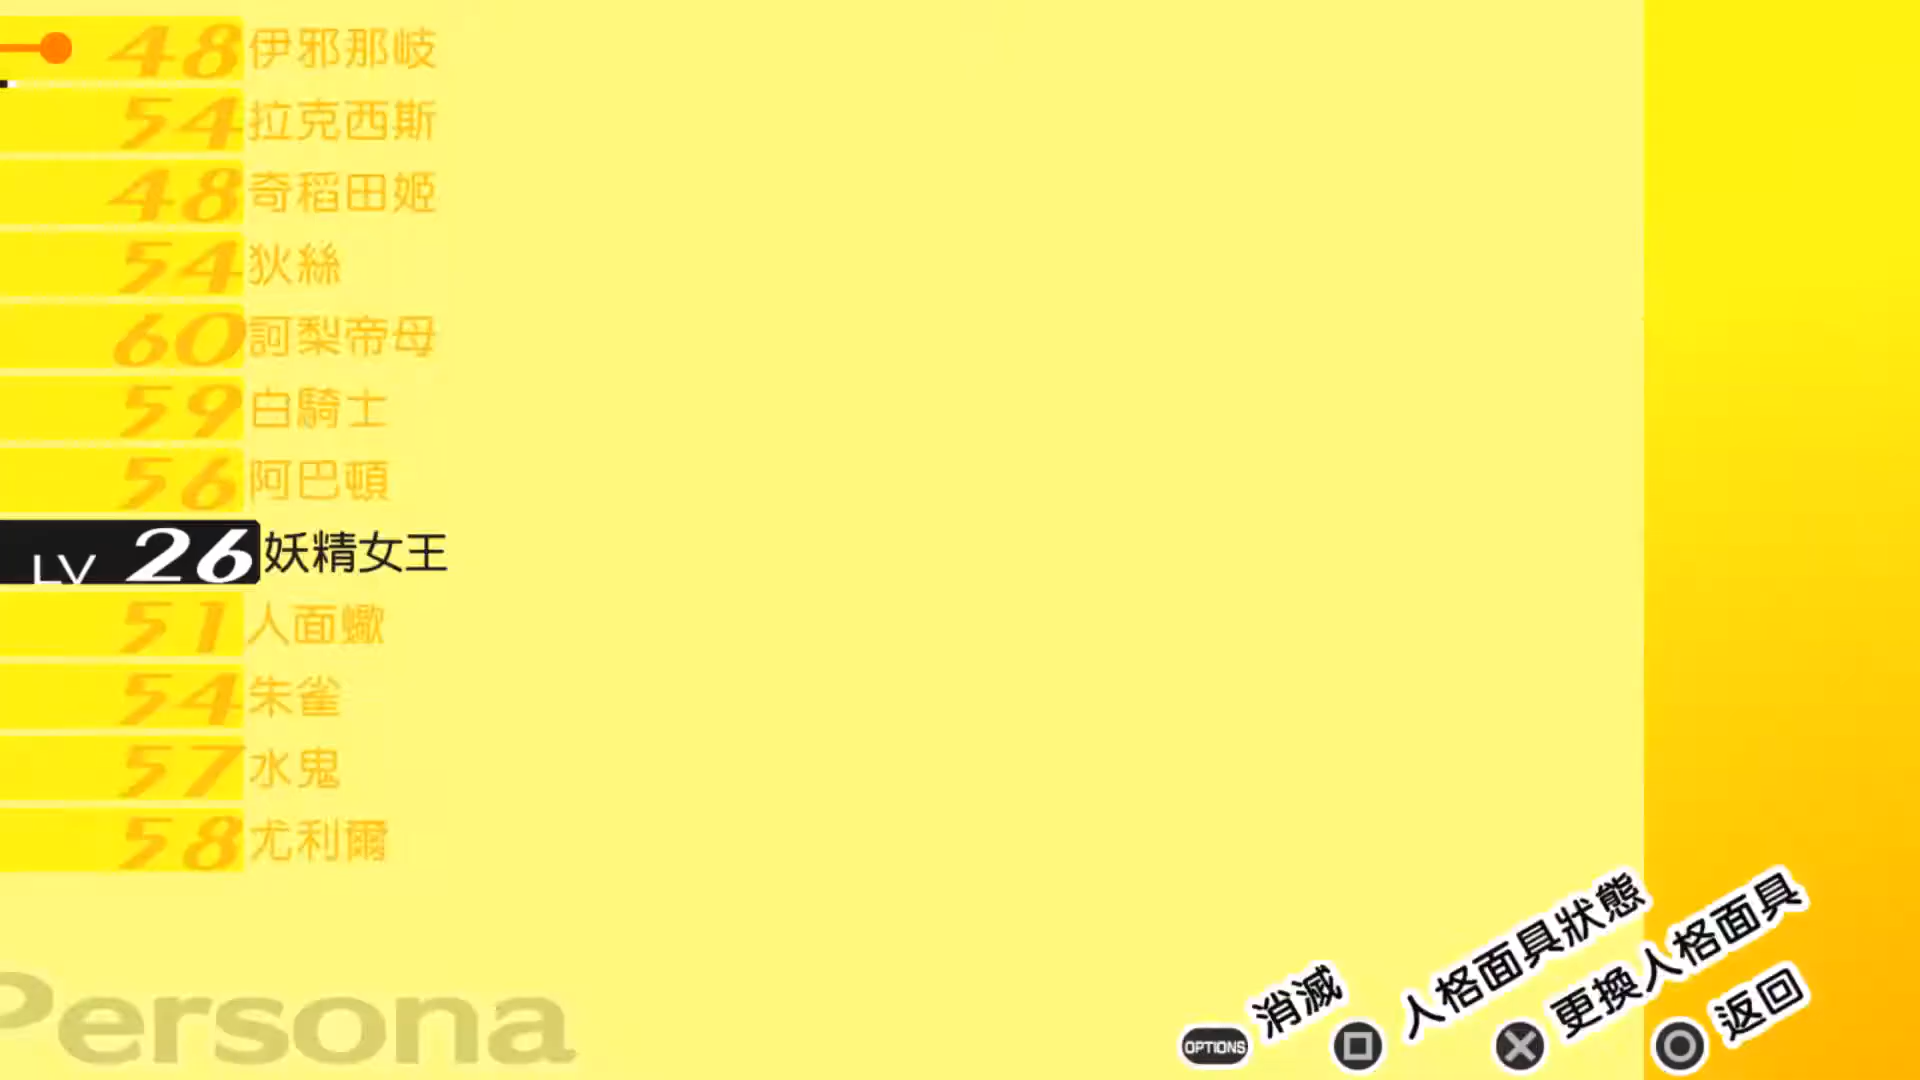 48 伊邪那岐
54 拉克西斯
48 奇稻田姬
54 狄絲
60 訶梨帝母
59 白騎士
56 阿巴頓
LV 26 妖精女王
51 人面蠍
54 朱雀
57 水鬼
58 尤利爾
Persona
OPTIONS 消滅
人格面具狀態
更換人格面具
返回